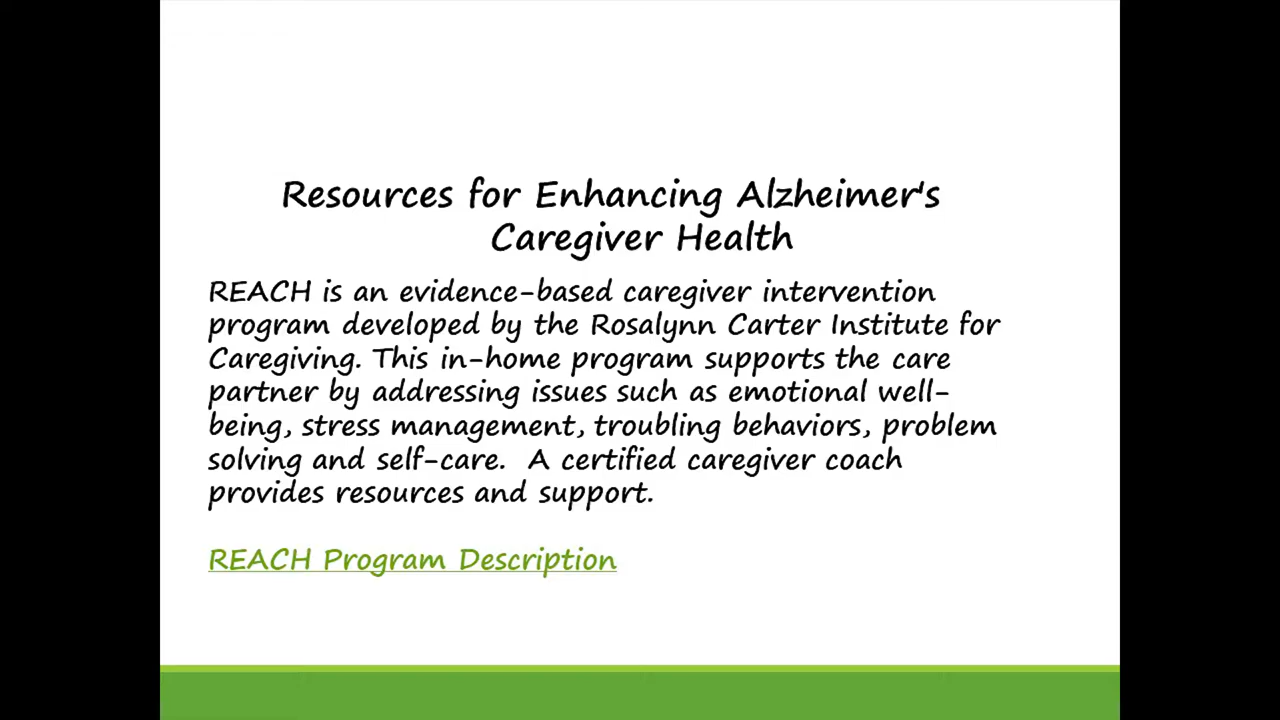 Resources for Enhancing Alzheimer's
Caregiver Health
REACH is an evidence-based caregiver intervention
program developed by the Rosalynn Carter Institute for
Caregiving. This in-home program supports the care
partner by addressing issues such as emotional well-
being, stress management, troubling behaviors, problem
solving and self-care.  A certified caregiver coach
provides resources and support.
REACH Program Description